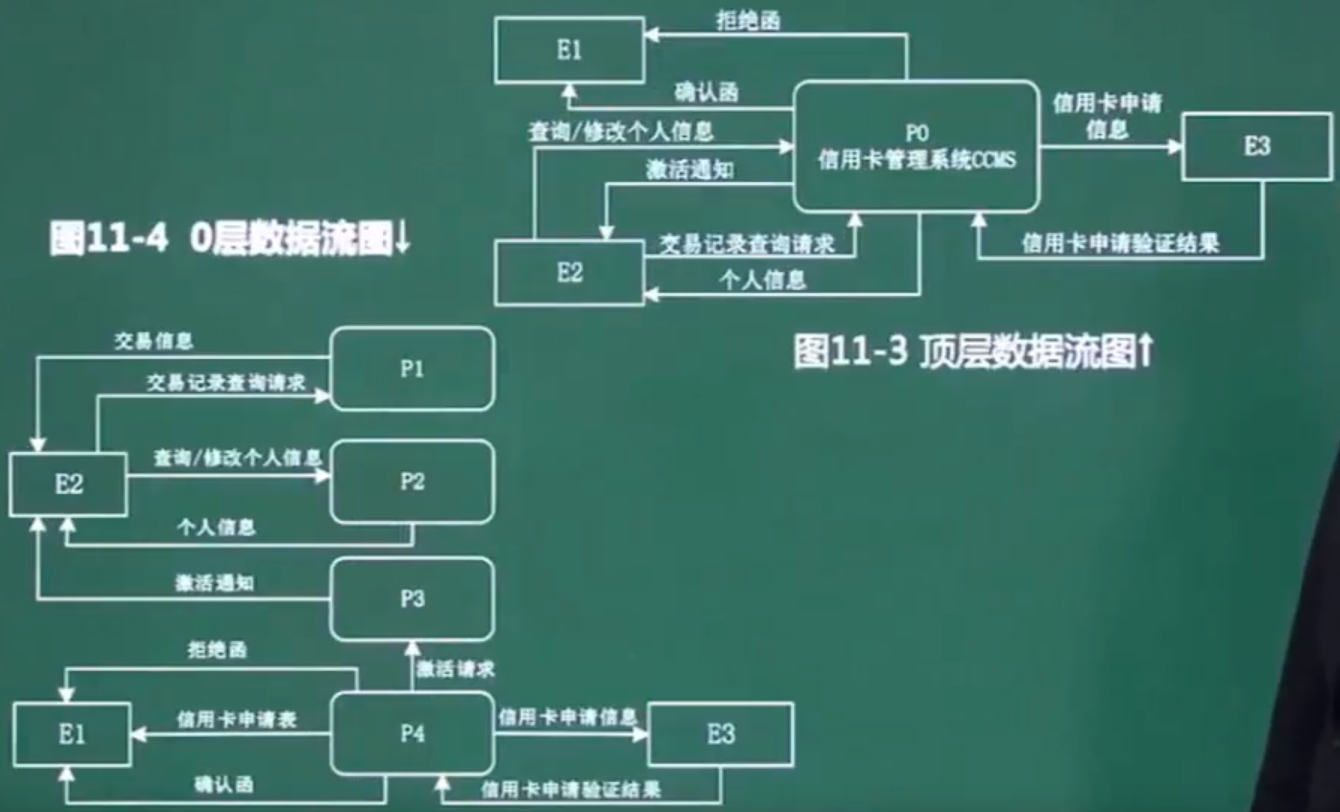 拒绝函
E1
确认函
信用卡申请
信息
查询/修改个人信息
P0
信用卡管理系统CCMS
E3
激活通知
图11-4 0层数据流图↓
交易记录查询请求
信用卡申请验证结果
E2
个人信息
图11-3 顶层数据流图↑
交易信息
P1
交易记录查询请求
查询/修改个人信息
E2
P2
个人信息
激活通知
P3
拒绝函
激活请求
E1
信用卡申请表
P4
信用卡申请信息
E3
确认函
信用卡申请验证结果